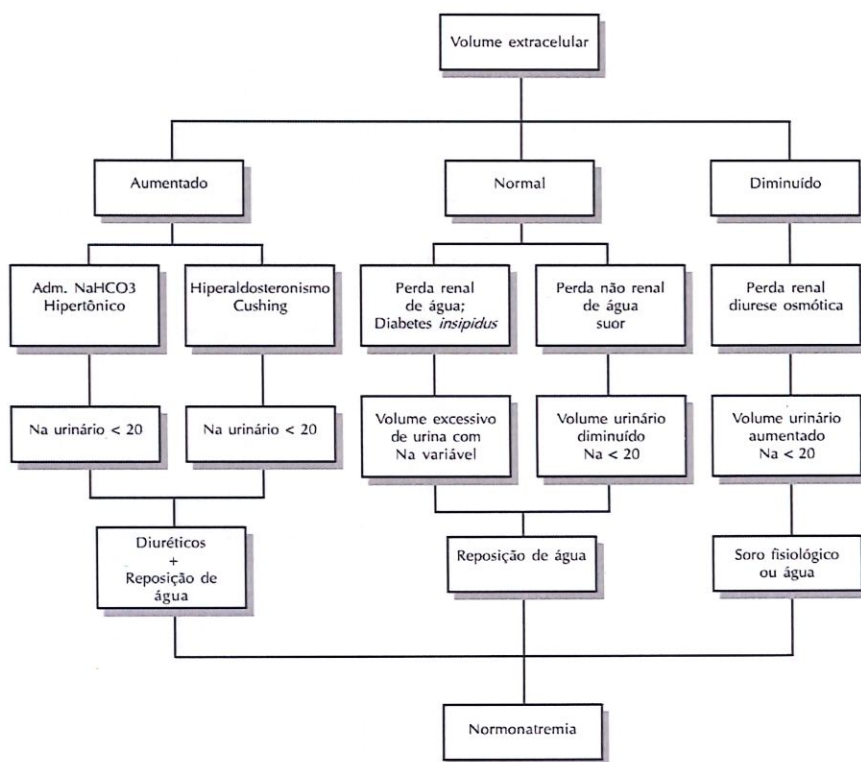 Volume extracelular
Aumentado
Normal
Diminuído
Adm. NaHCO3
Hipertônico
Hiperaldosteronismo
Cushing
Perda renal
de água;
Diabetes insipidus
Perda não renal
de água
suor
Perda renal
diurese osmótica
Na urinário < 20
Na urinário < 20
Volume excessivo
de urina com
Na variável
Volume urinário
diminuído
Na < 20
Volume urinário
aumentado
Na < 20
Diuréticos
+
Reposição de
água
Reposição de água
Soro fisiológico
ou água
Normonatremia